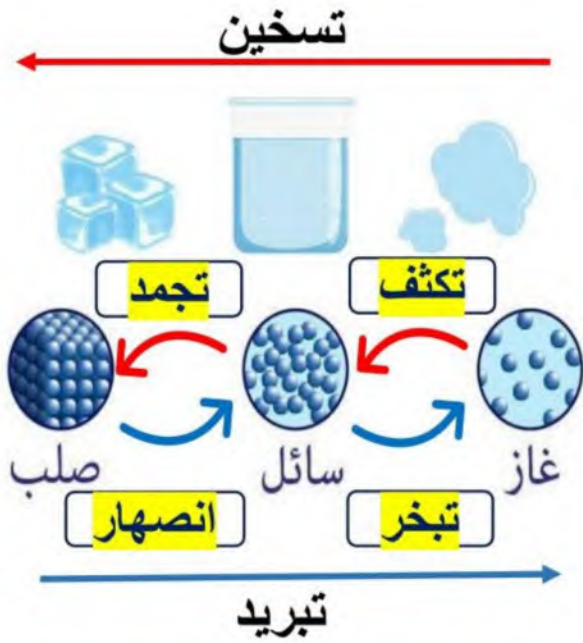 تسخين
تكثف
تجمد
غاز
سائل
صلب
تبخر
انصهار
تبريد